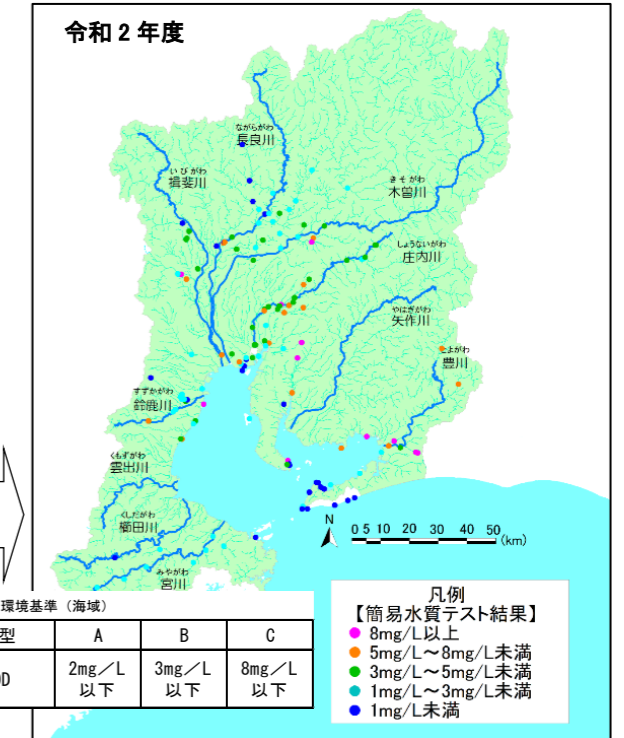 令和２年度
ながらがわ
長良川
いびがわ
揖斐川
きそがわ
木曽川
しょうないがわ
庄内川
やはぎがわ
矢作川
とよがわ
豊川
すずかがわ
鈴鹿川
くもずがわ
雲出川
くしだがわ
櫛田川
みやがわ
宮川
N
0 5 10 20 30 40 50
(km)
環境基準（海域）
型 A B C
2mg／L以下 3mg／L以下 8mg／L以下
凡例
【簡易水質テスト結果】
8mg/L以上
5mg/L～8mg/L未満
3mg/L～5mg/L未満
1mg/L～3mg/L未満
1mg/L未満